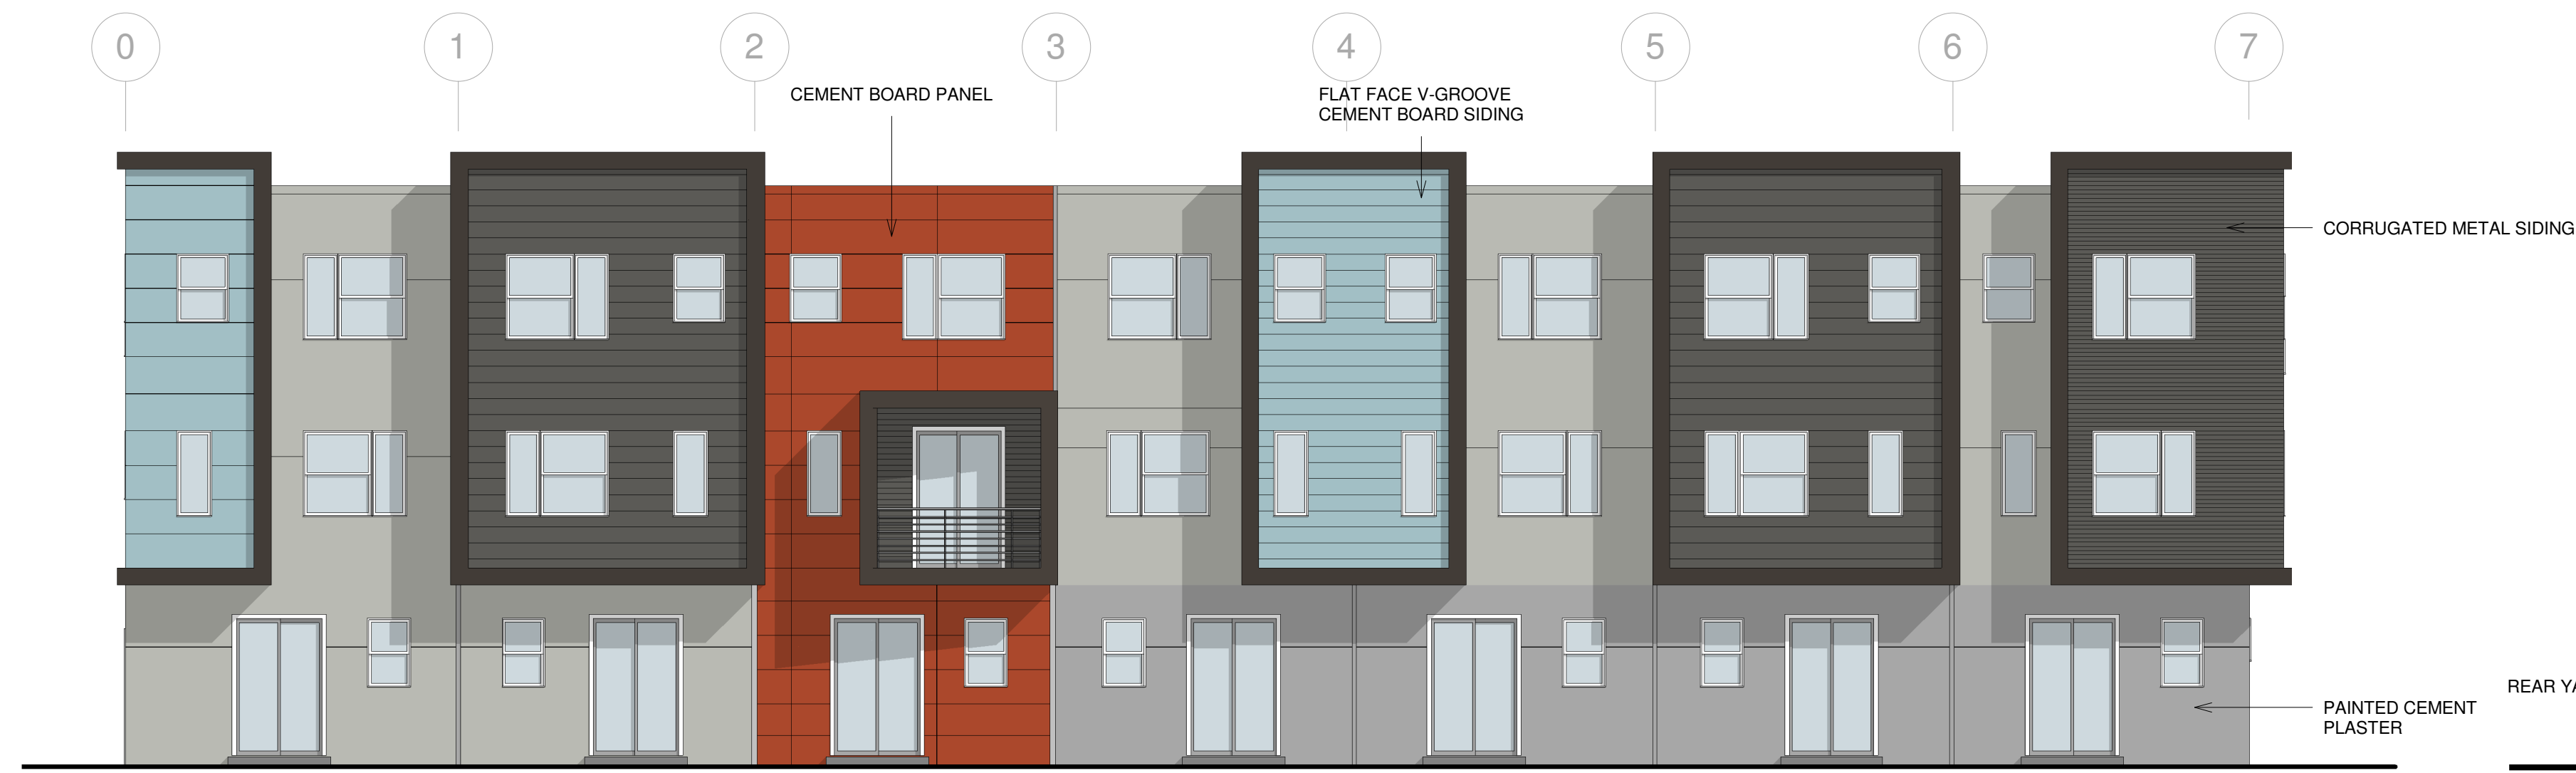 0 1 2 3 4 5 6 7
CEMENT BOARD PANEL
FLAT FACE V-GROOVE
CEMENT BOARD SIDING
CORRUGATED METAL SIDING
REAR YA
PAINTED CEMENT
PLASTER